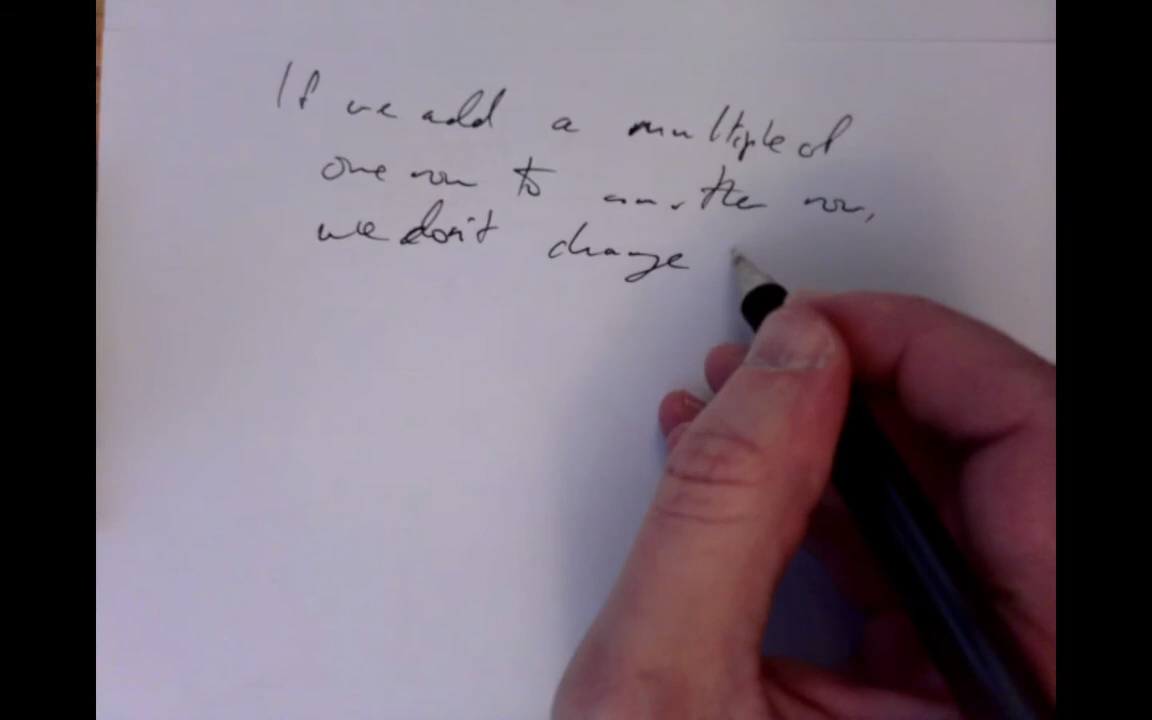 If we add a multiple of
one row to another row,
we don't change